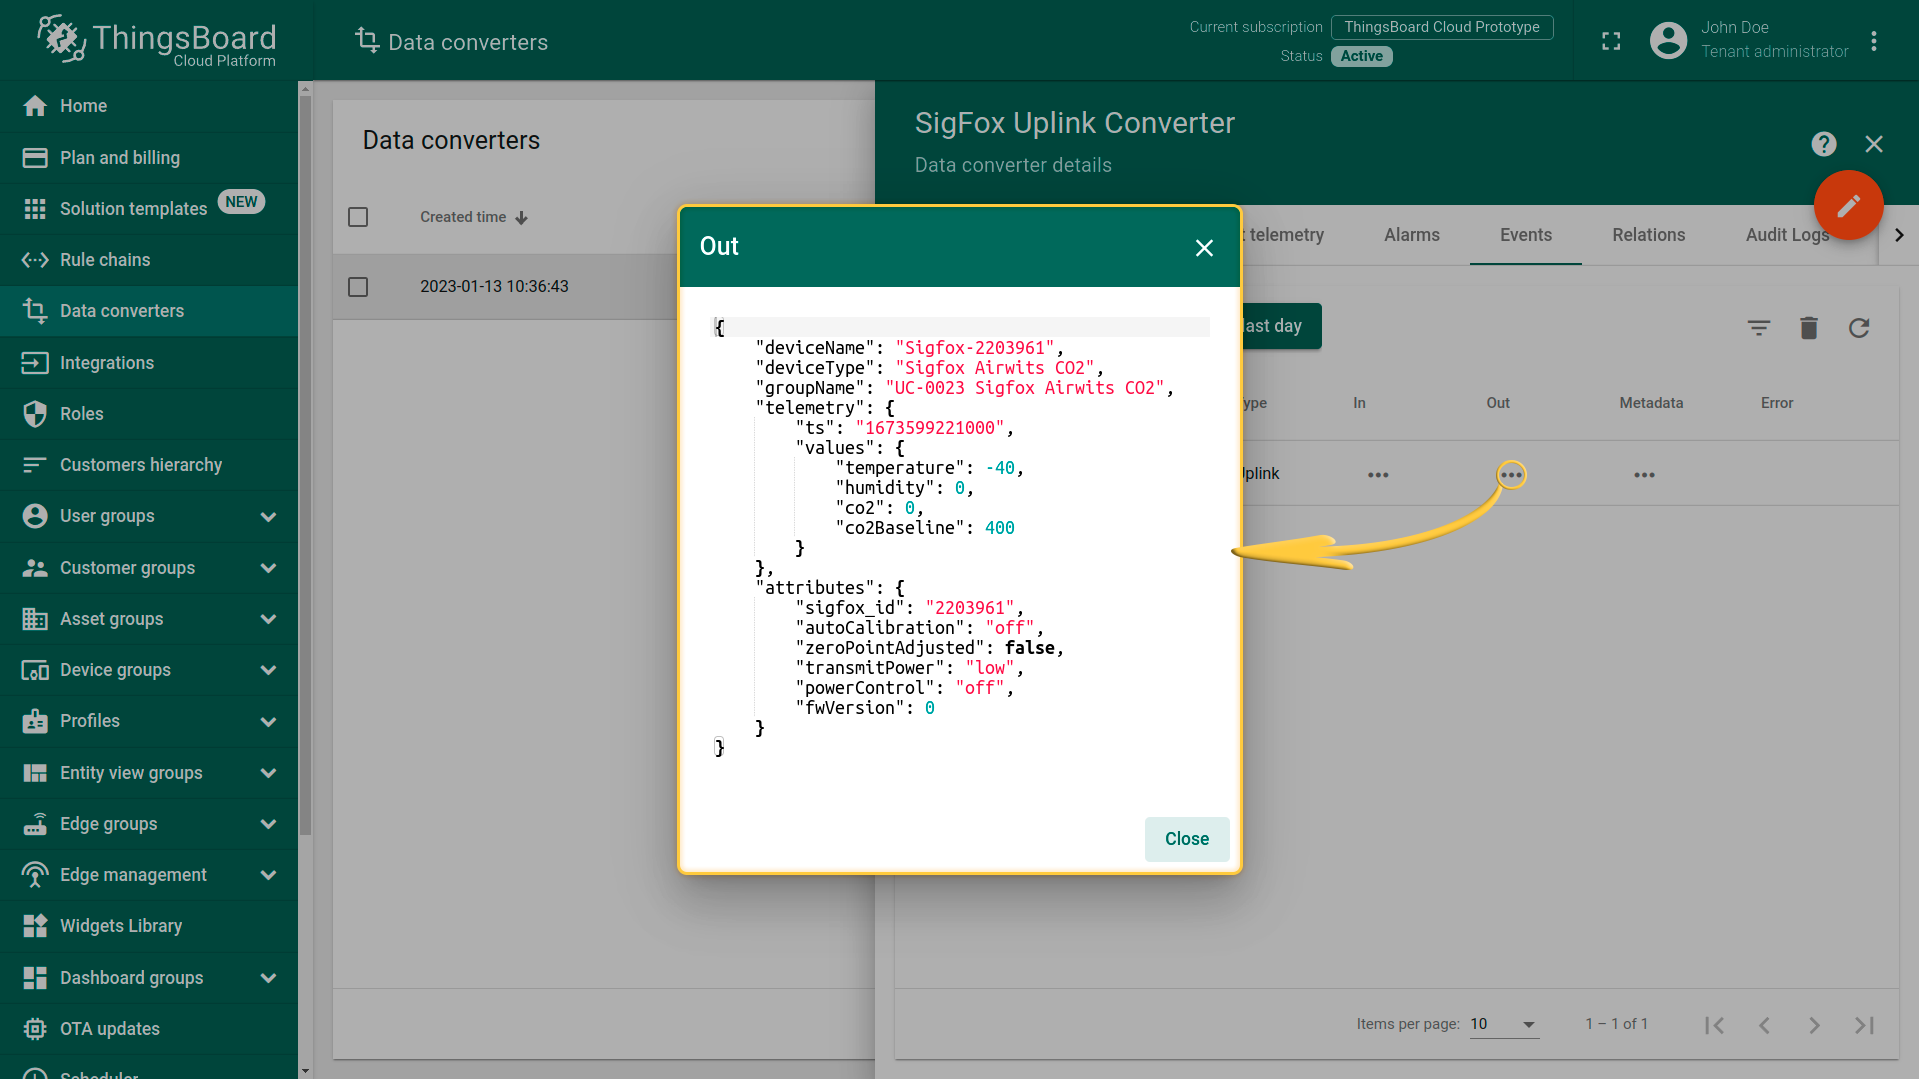 ThingsBoard
Cloud Platform
Data converters
Current subscription
ThingsBoard Cloud Prototype
Status
Active
John Doe
Tenant administrator
Home
Plan and billing
Solution templates
NEW
Rule chains
Data converters
Integrations
Roles
Customers hierarchy
User groups
Customer groups
Asset groups
Device groups
Profiles
Entity view groups
Edge groups
Edge management
Widgets Library
Dashboard groups
OTA updates
Scheduler
Data converters
Created time
2023-01-13 10:36:43
SigFox Uplink Converter
Data converter details
?
t telemetry
Alarms
Events
Relations
Audit Logs
last day
ype
In
Out
Metadata
Error
Uplink
Items per page:
10
1 – 1 of 1
Out
{
"deviceName": "Sigfox-2203961",
"deviceType": "Sigfox Airwits CO2",
"groupName": "UC-0023 Sigfox Airwits CO2",
"telemetry": {
"ts": "1673599221000",
"values": {
"temperature": -40,
"humidity": 0,
"co2": 0,
"co2Baseline": 400
}
},
"attributes": {
"sigfox_id": "2203961",
"autoCalibration": "off",
"zeroPointAdjusted": false,
"transmitPower": "low",
"powerControl": "off",
"fwVersion": 0
}
}
Close